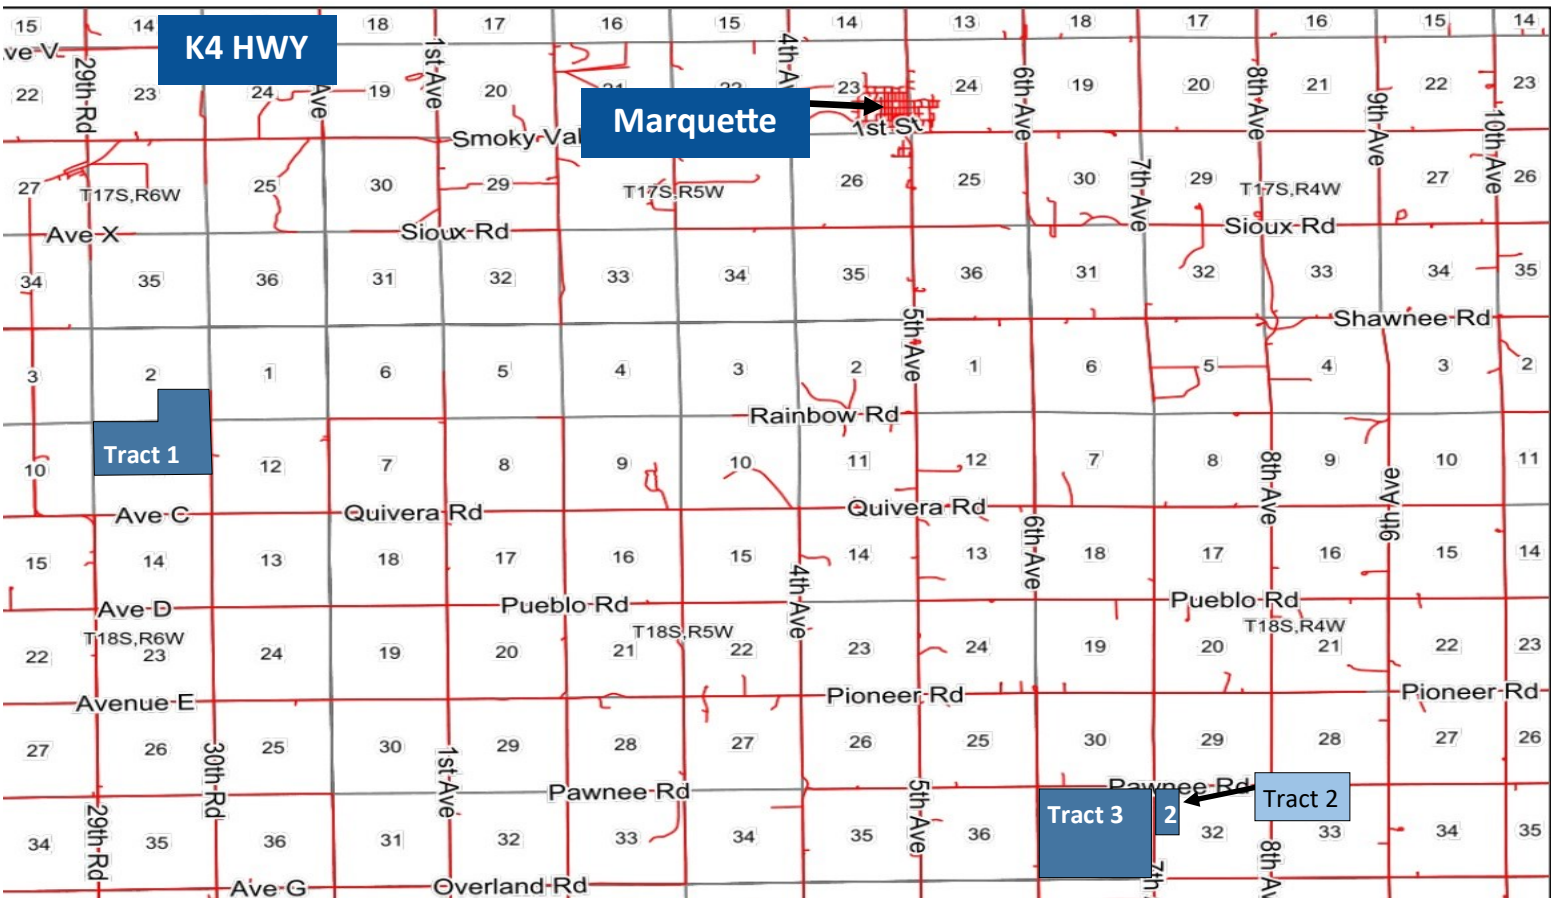 15 14 18 17 16 15 14 13 18 17 16 15 14
K4 HWY
ve V
29th Rd
Ave
1st Ave
4th Av
6th Ave
8th Ave
9th Ave
10th Ave
22 23 24 19 20 21 22 23 24 19 20 21 22 23
Marquette
Smoky Val
1st St
27 25 30 29 26 25 30 29 27 26
T17S,R6W
T17S,R5W
T17S,R4W
7th Ave
Ave X
Sioux Rd
Sioux Rd
34 35 36 31 32 33 34 35 36 31 32 33 34 35
5th Ave
Shawnee Rd
3 2 1 6 5 4 3 2 1 6 5 4 3 2
Rainbow Rd
Tract 1
10 12 7 8 9 10 11 12 7 8 9 10 11
8th Ave
9th Ave
Ave C
Quivera Rd
Quivera Rd
6th Ave
15 14 13 18 17 16 15 14 13 18 17 16 15 14
4th Ave
Ave D
Pueblo Rd
Pueblo Rd
T18S,R6W
T18S,R5W
T18S,R4W
22 23 24 19 20 21 22 23 24 19 20 21 22 23
Avenue E
Pioneer Rd
Pioneer Rd
27 26 25 30 29 28 27 26 25 30 29 28 27 26
30th Rd
1st Ave
Pawnee Rd
Pawnee Rd
5th Ave
29th Rd
Tract 2
Tract 3
2
34 35 36 31 32 33 34 35 36 32 33 34 35
7th
8th Av
Ave G
Overland Rd